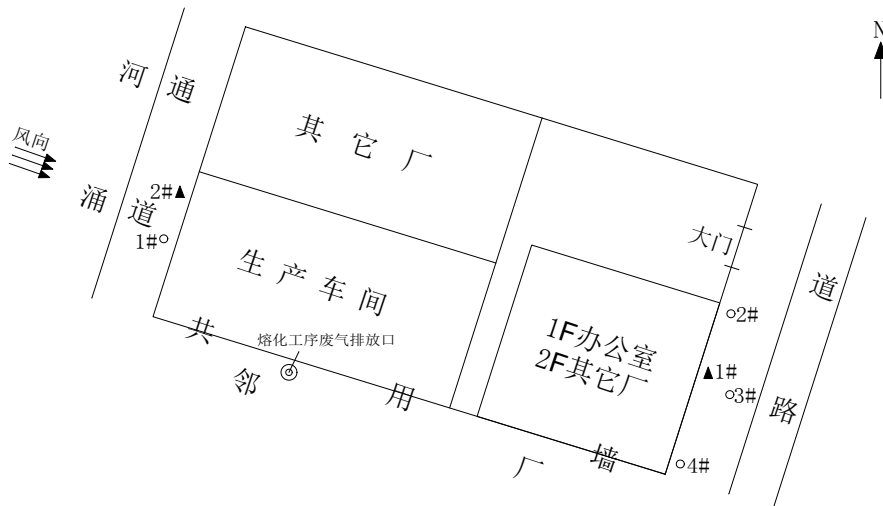 N
河涌
通道
风向
其它厂
2#
1#
生产车间
大门
道路
熔化工序废气排放口
1F办公室
2F其它厂
2#
1#
3#
4#
共用墙
邻厂